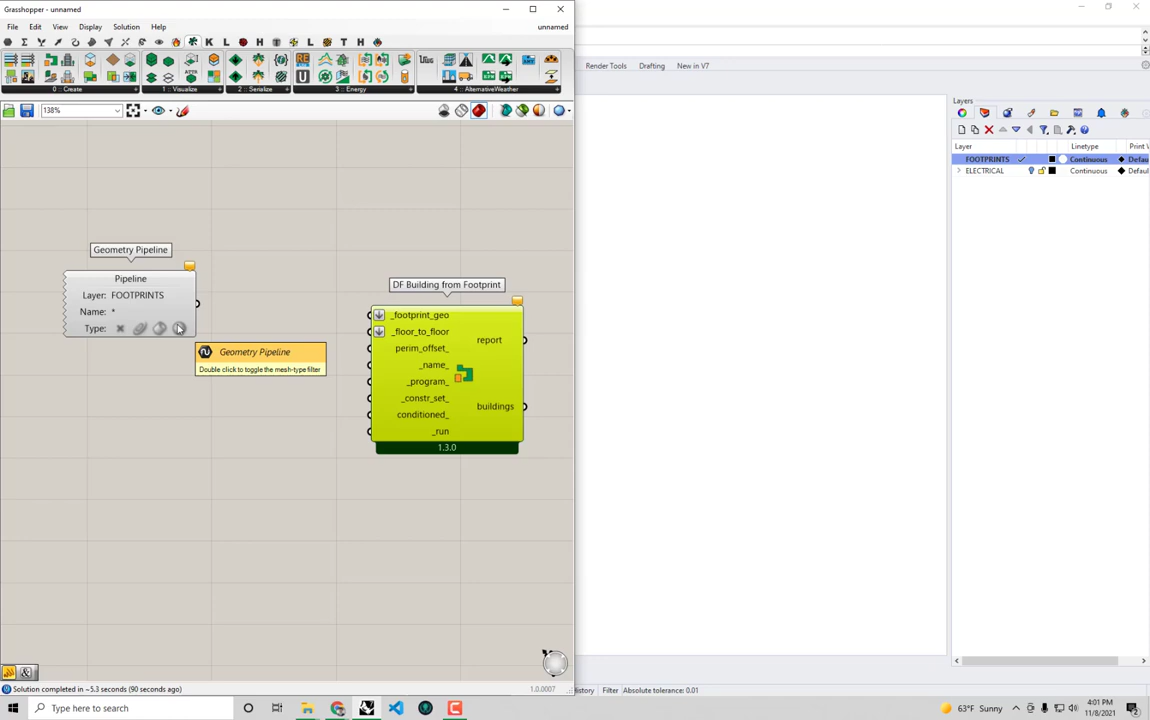 Grasshopper - unnamed
File Edit View Display Solution Help
unnamed
K L H L T H
0 :: Create
1 :: Visualize
2 :: Serialize
3 :: Energy
4 :: AlternativeWeather
138%
Render Tools Drafting New in V7
Layers
Layer Linetype Print
FOOTPRINTS Continuous Defau
ELECTRICAL Continuous Default
Geometry Pipeline
Pipeline
Layer: FOOTPRINTS
Name: *
Type:
Geometry Pipeline
Double click to toggle the mesh-type filter
DF Building from Footprint
_footprint_geo
_floor_to_floor
perim_offset_
_name_
_program_
_constr_set_
conditioned_
_run
report
buildings
1.3.0
Solution completed in ~5.3 seconds (90 seconds ago)
1.0.0007
istory Filter Absolute tolerance: 0.01
Type here to search
63°F Sunny
4:01 PM
11/8/2021
2